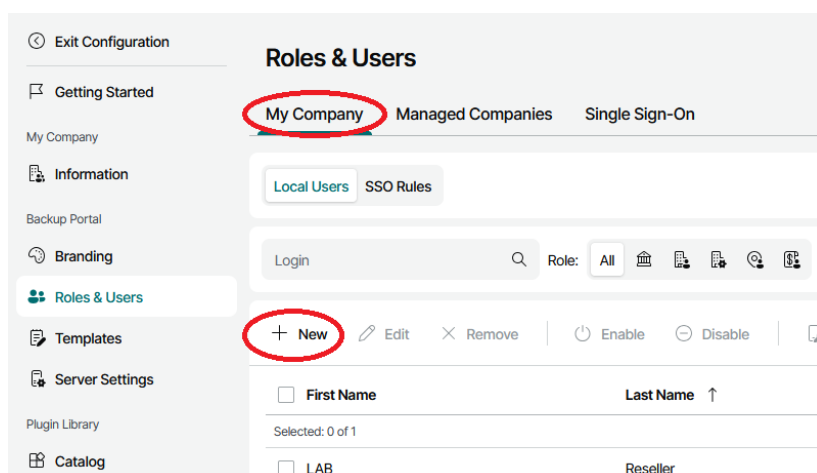 Exit Configuration
Getting Started
My Company
Information
Backup Portal
Branding
Roles & Users
Templates
Server Settings
Plugin Library
Catalog
Roles & Users
My Company Managed Companies Single Sign-On
Local Users SSO Rules
Login Role: All
New Edit Remove Enable Disable
First Name Last Name ↑
Selected: 0 of 1
LAB Reseller